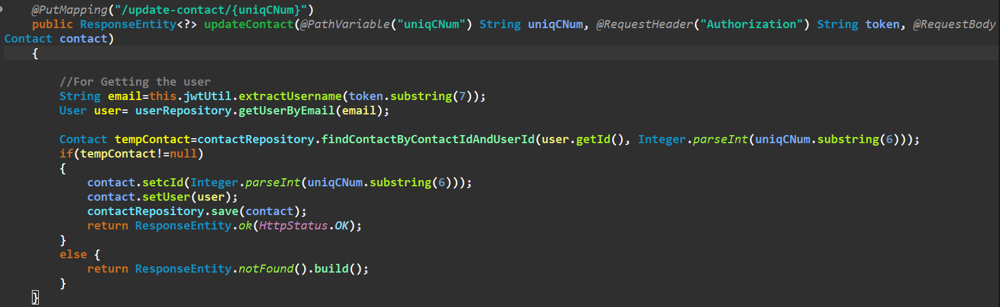 @PutMapping("/update-contact/{uniqCNum}")
public ResponseEntity<?> updateContact(@PathVariable("uniqCNum") String uniqCNum, @RequestHeader("Authorization") String token, @RequestBody
Contact contact)
{
//For Getting the user
String email=this.jwtUtil.extractUsername(token.substring(7));
User user= userRepository.getUserByEmail(email);
Contact tempContact=contactRepository.findContactByContactIdAndUserId(user.getId(), Integer.parseInt(uniqCNum.substring(6)));
if(tempContact!=null)
{
contact.setcId(Integer.parseInt(uniqCNum.substring(6)));
contact.setUser(user);
contactRepository.save(contact);
return ResponseEntity.ok(HttpStatus.OK);
}
else {
return ResponseEntity.notFound().build();
}
}